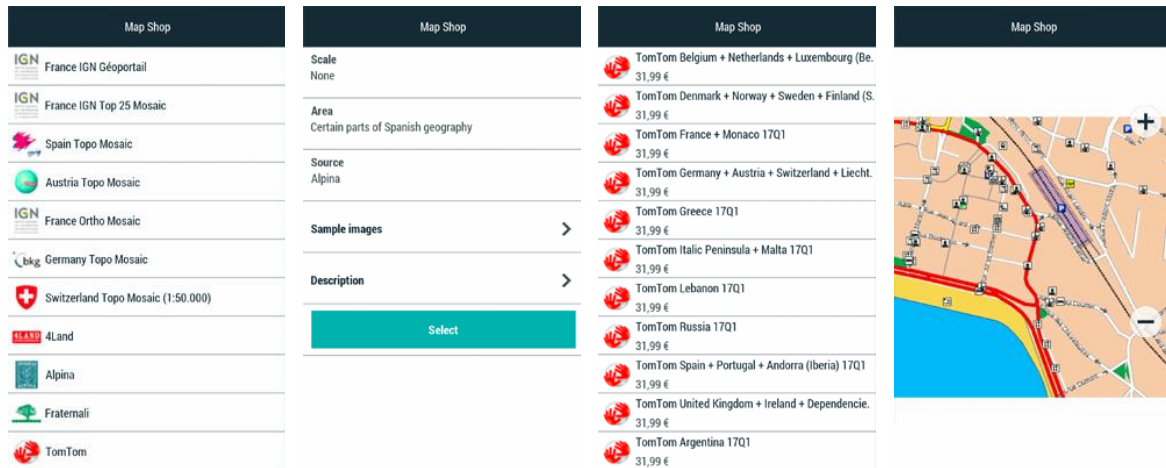 Map Shop
IGN
France IGN Géoportail
IGN
France IGN Top 25 Mosaic
Spain Topo Mosaic
Austria Topo Mosaic
IGN
France Ortho Mosaic
bkg
Germany Topo Mosaic
Switzerland Topo Mosaic (1:50.000)
4LAND
4Land
Alpina
Fraternali
TomTom
Map Shop
Scale
None
Area
Certain parts of Spanish geography
Source
Alpina
Sample images
Description
Select
Map Shop
TomTom Belgium + Netherlands + Luxembourg (Be.
31,99 €
TomTom Denmark + Norway + Sweden + Finland (S.
31,99 €
TomTom France + Monaco 17Q1
31,99 €
TomTom Germany + Austria + Switzerland + Liecht.
31,99 €
TomTom Greece 17Q1
31,99 €
TomTom Italic Peninsula + Malta 17Q1
31,99 €
TomTom Lebanon 17Q1
31,99 €
TomTom Russia 17Q1
31,99 €
TomTom Spain + Portugal + Andorra (Iberia) 17Q1
31,99 €
TomTom United Kingdom + Ireland + Dependencie.
31,99 €
TomTom Argentina 17Q1
31,99 €
Map Shop
+
P
P
−